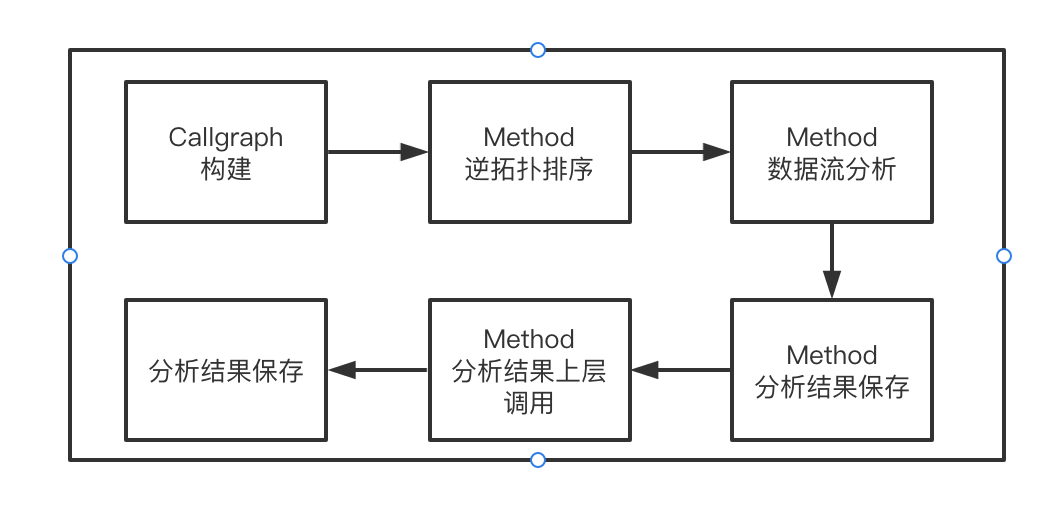 Callgraph
构建
Method
逆拓扑排序
Method
数据流分析
Method
分析结果保存
Method
分析结果上层
调用
分析结果保存